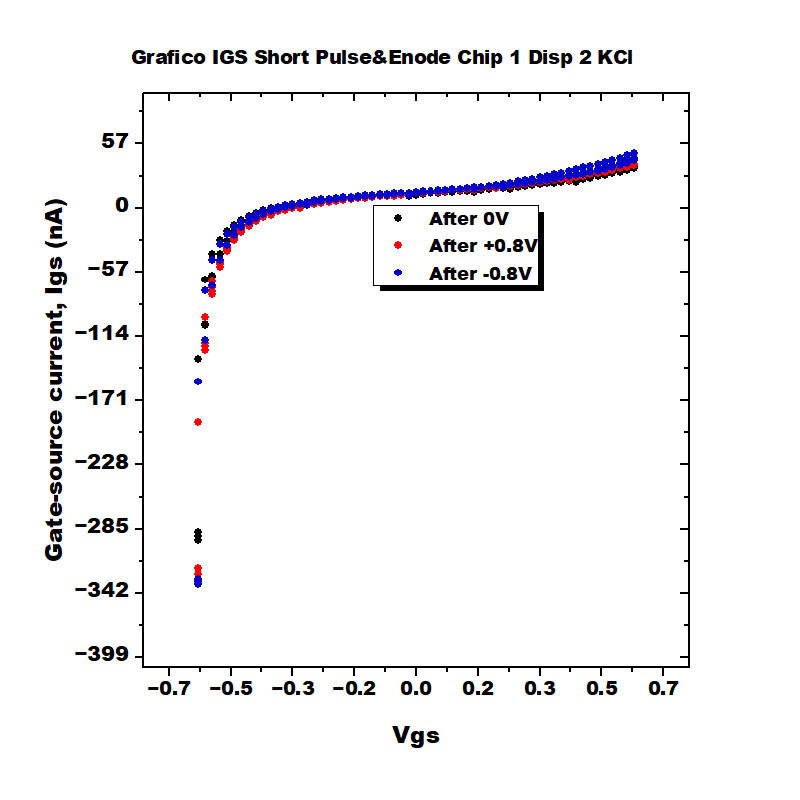 Grafico IGS Short Pulse&Enode Chip 1 Disp 2 KCl
57
0
−57
−114
−171
−228
−285
−342
−399
Gate-source current, Igs (nA)
After 0V
After +0.8V
After -0.8V
−0.7 −0.5 −0.3 −0.2 0.0 0.2 0.3 0.5 0.7
Vgs